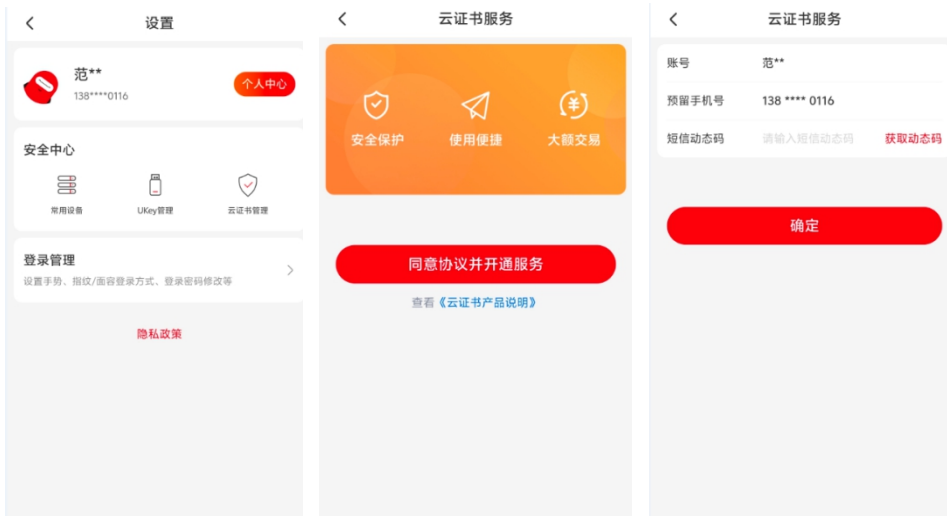 设置
范**
138****0116
个人中心
安全中心
常用设备
UKey管理
云证书管理
登录管理
设置手势、指纹/面容登录方式、登录密码修改等
隐私政策
云证书服务
安全保护
使用便捷
大额交易
同意协议并开通服务
查看《云证书产品说明》
云证书服务
账号 范**
预留手机号 138 **** 0116
短信动态码 请输入短信动态码 获取动态码
确定